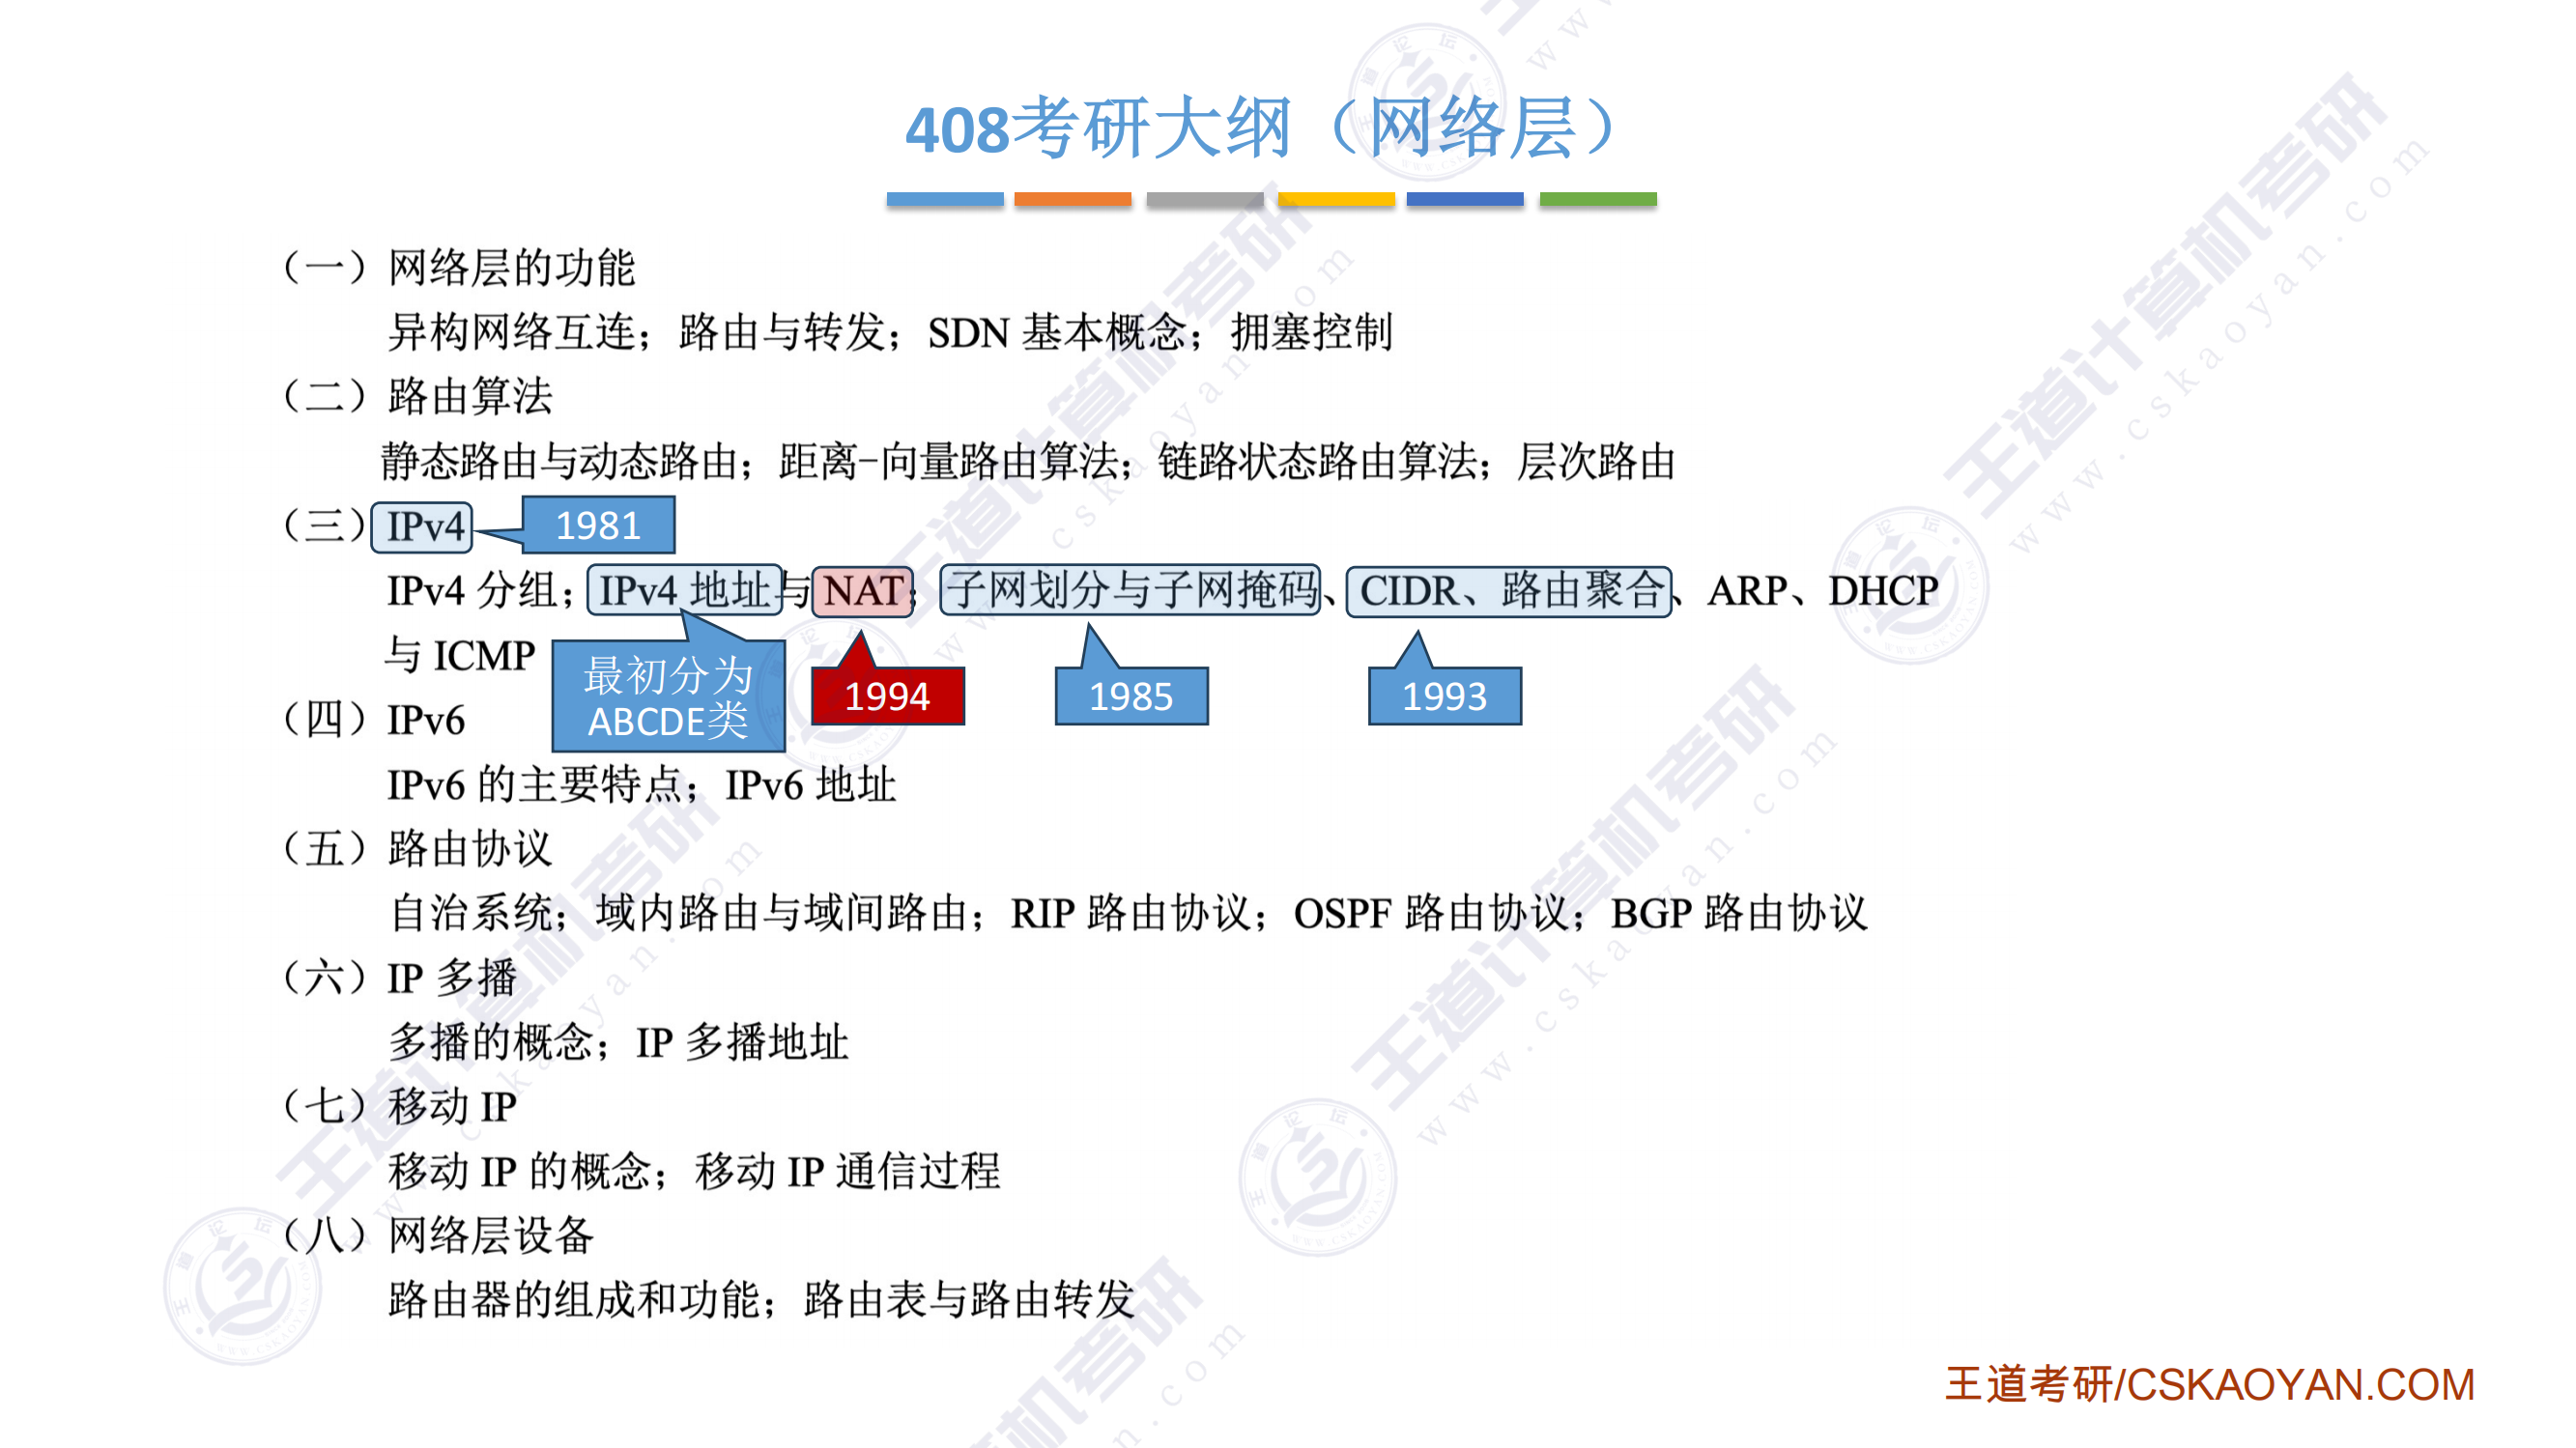 408考研大纲（网络层）
（一）网络层的功能
异构网络互连；路由与转发；SDN 基本概念；拥塞控制
（二）路由算法
静态路由与动态路由；距离-向量路由算法；链路状态路由算法；层次路由
（三）IPv4
1981
IPv4 分组；IPv4 地址与 NAT；子网划分与子网掩码、CIDR、路由聚合、ARP、DHCP
与 ICMP
最初分为
ABCDE类
1994
1985
1993
（四）IPv6
IPv6 的主要特点；IPv6 地址
（五）路由协议
自治系统；域内路由与域间路由；RIP 路由协议；OSPF 路由协议；BGP 路由协议
（六）IP 多播
多播的概念；IP 多播地址
（七）移动 IP
移动 IP 的概念；移动 IP 通信过程
（八）网络层设备
路由器的组成和功能；路由表与路由转发
王道考研/CSKAOYAN.COM
王道计算机考研
www.cskaoyan.com